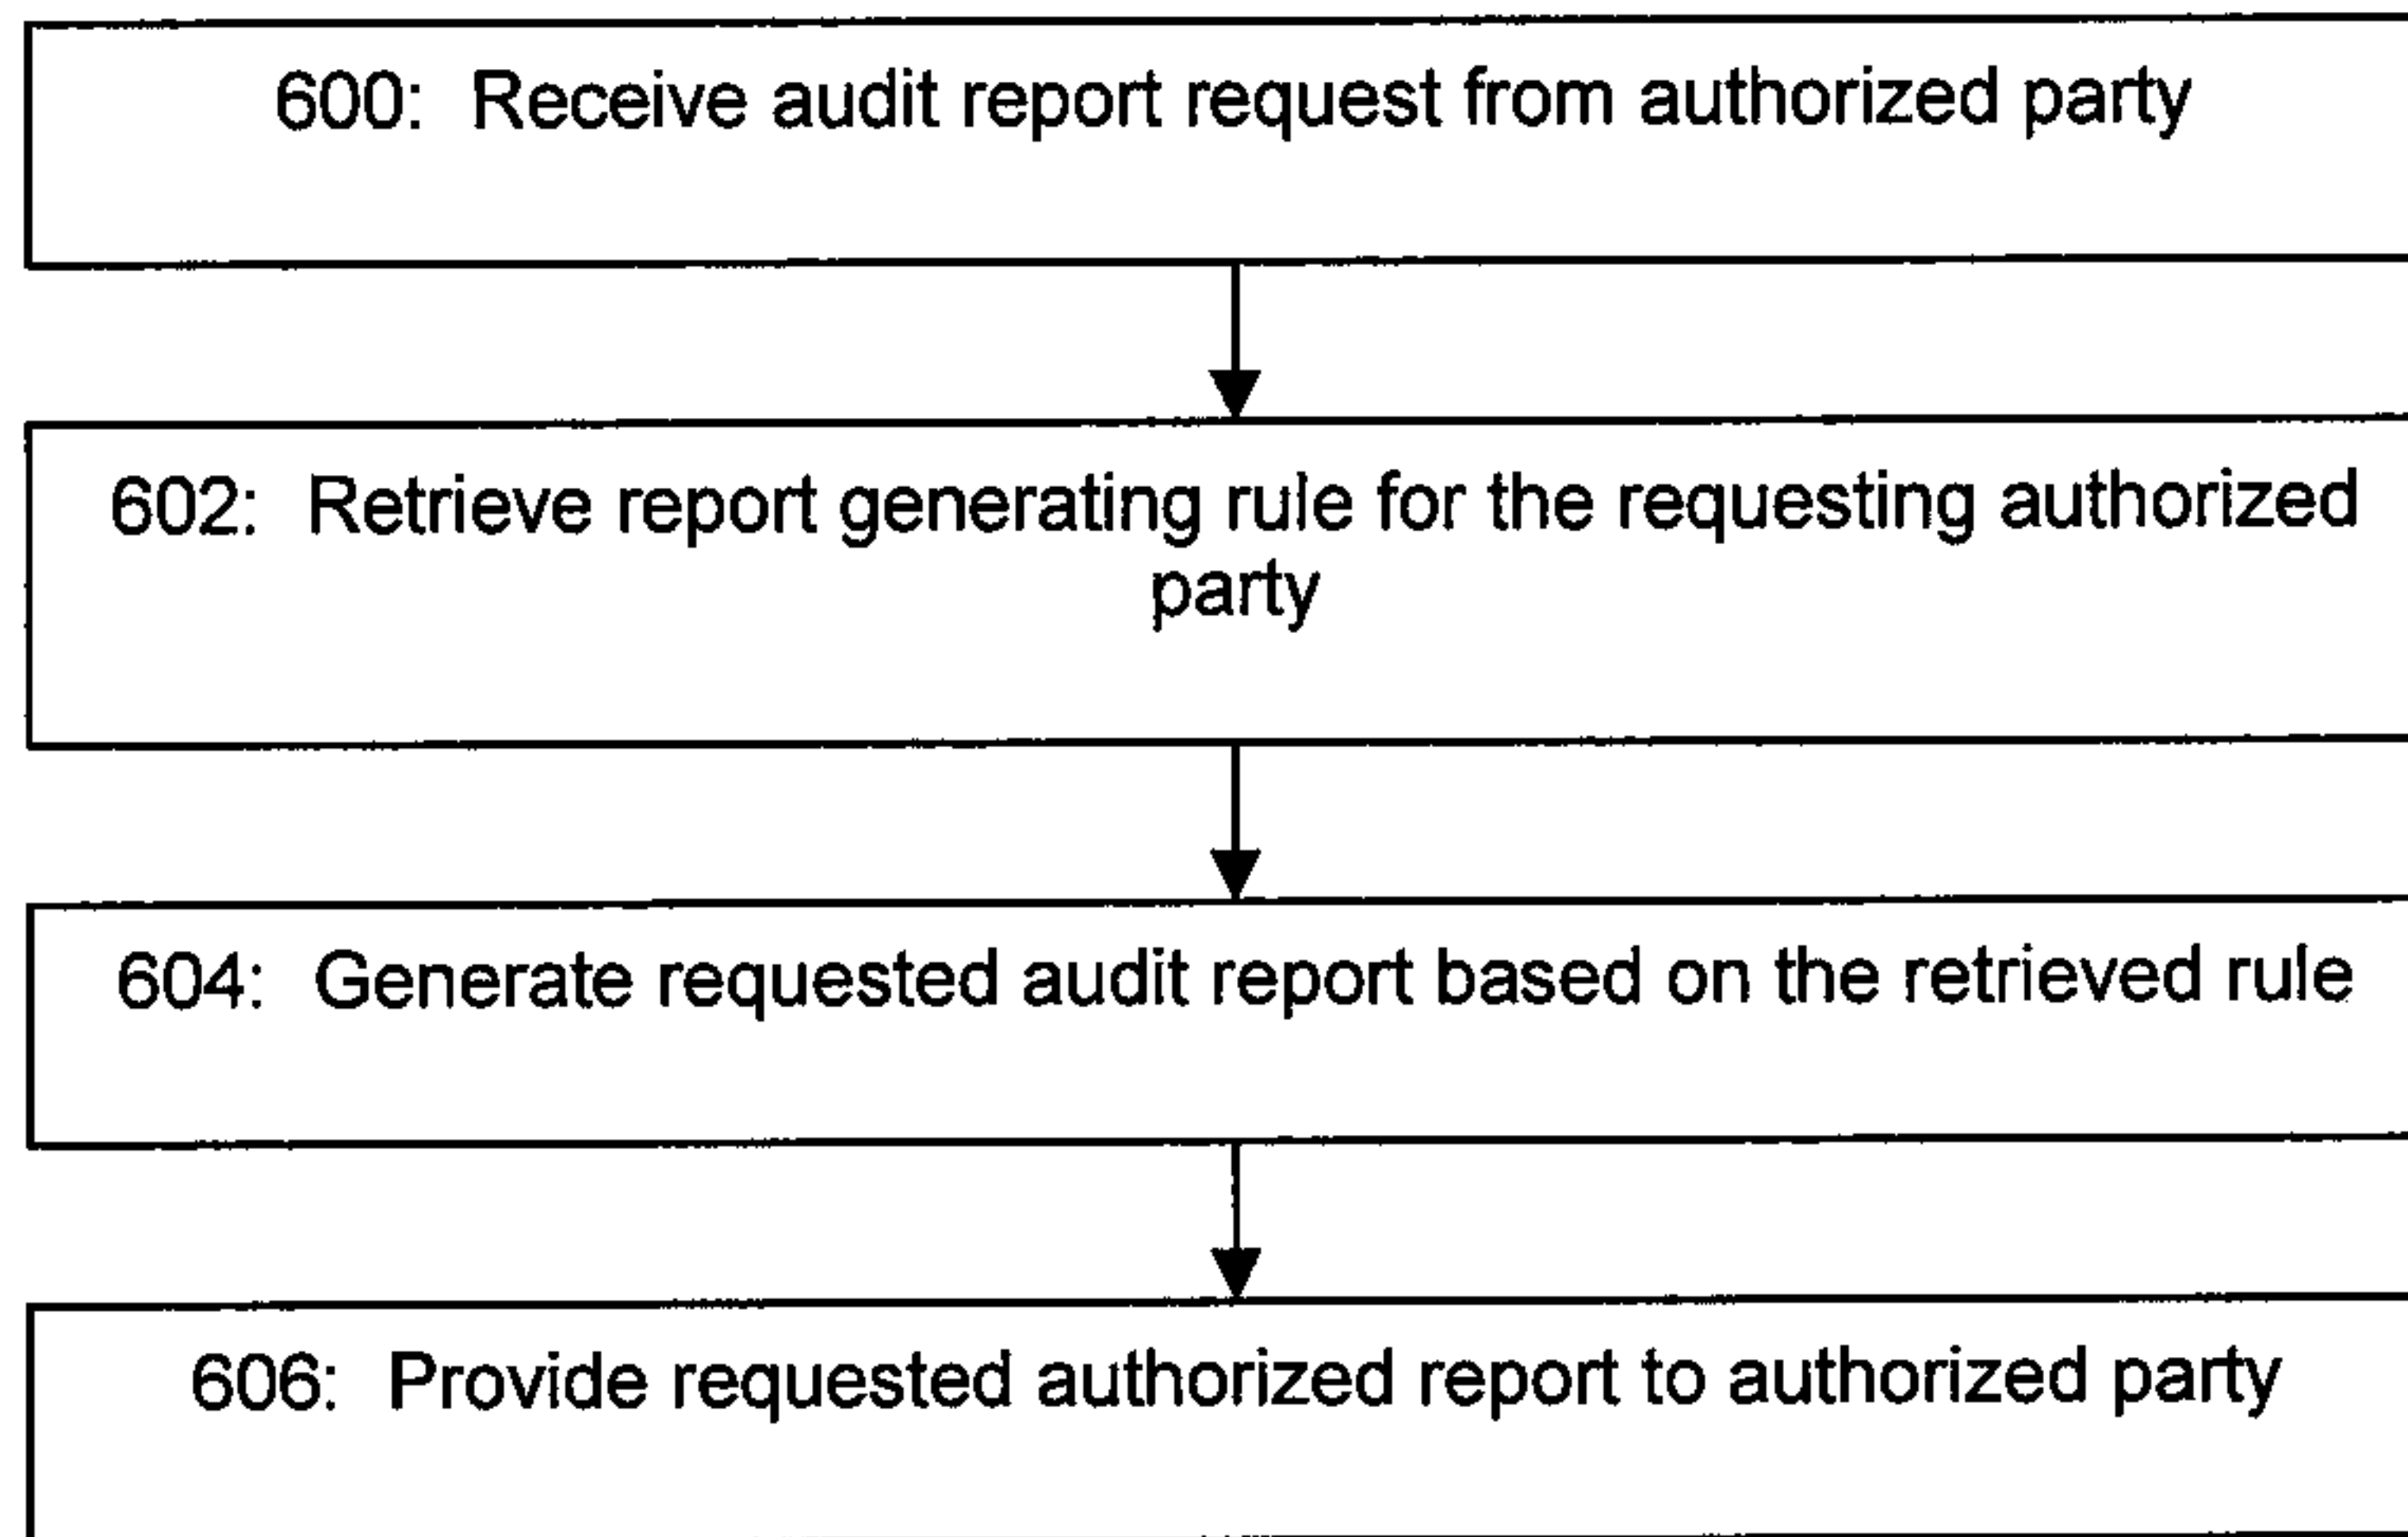 600: Receive audit report request from authorized party
602: Retrieve report generating rule for the requesting authorized
party
604: Generate requested audit report based on the retrieved rule
606: Provide requested authorized report to authorized party